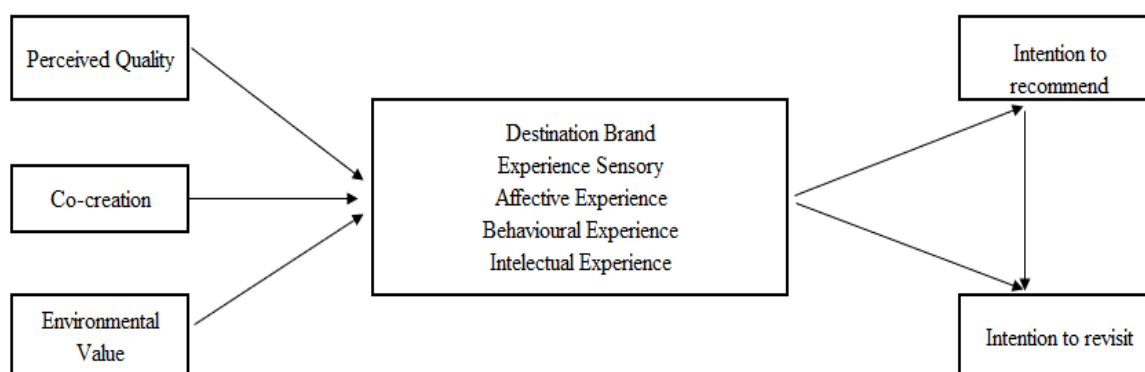 Perceived Quality
Co-creation
Environmental
Value
Destination Brand
Experience Sensory
Affective Experience
Behavioural Experience
Intelectual Experience
Intention to
recommend
Intention to revisit